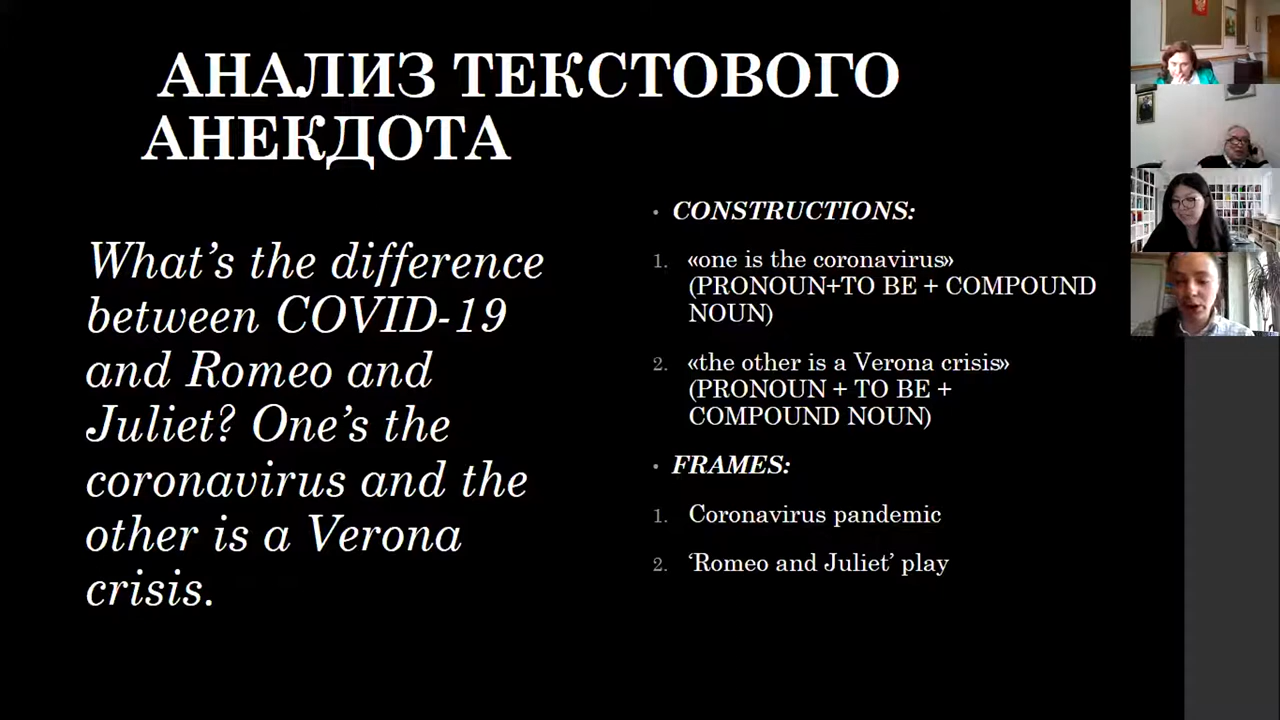 АНАЛИЗ ТЕКСТОВОГО
АНЕКДОТА
What’s the difference
between COVID-19
and Romeo and
Juliet? One’s the
coronavirus and the
other is a Verona
crisis.
• CONSTRUCTIONS:
1. «one is the coronavirus»
(PRONOUN+TO BE + COMPOUND
NOUN)
2. «the other is a Verona crisis»
(PRONOUN + TO BE +
COMPOUND NOUN)
• FRAMES:
1. Coronavirus pandemic
2. ‘Romeo and Juliet’ play